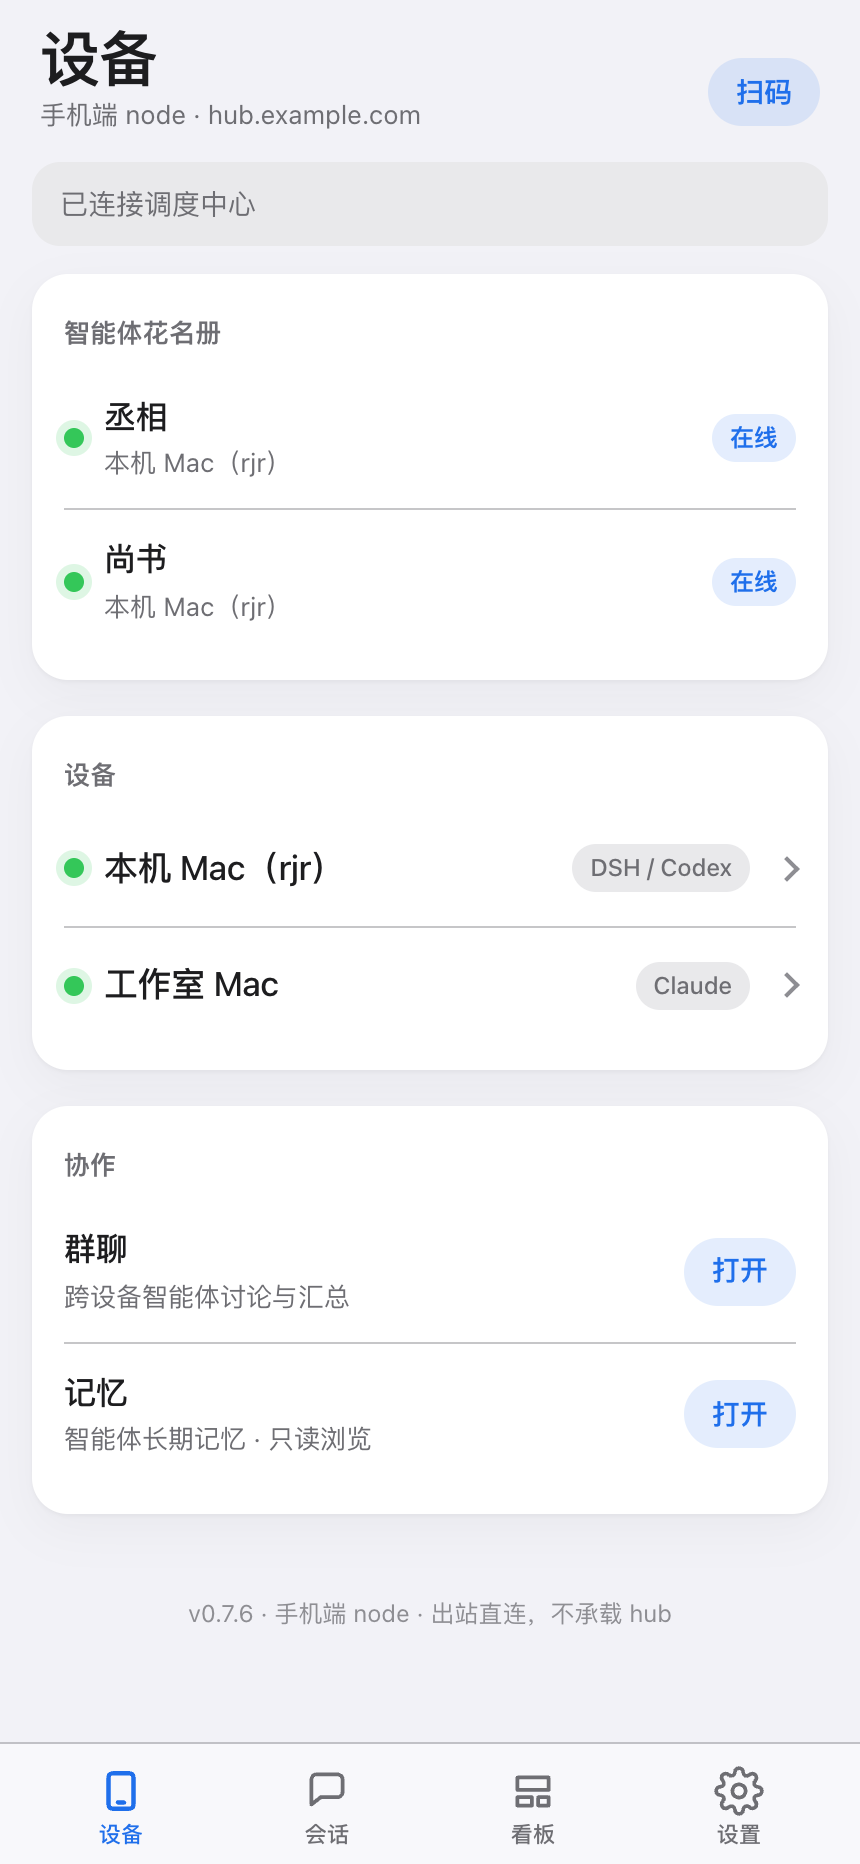 设备
手机端 node · hub.example.com
扫码
已连接调度中心
智能体花名册
丞相
本机 Mac（rjr）
在线
尚书
本机 Mac（rjr）
在线
设备
本机 Mac（rjr）
DSH / Codex
工作室 Mac
Claude
协作
群聊
跨设备智能体讨论与汇总
打开
记忆
智能体长期记忆 · 只读浏览
打开
v0.7.6 · 手机端 node · 出站直连，不承载 hub
设备
会话
看板
设置